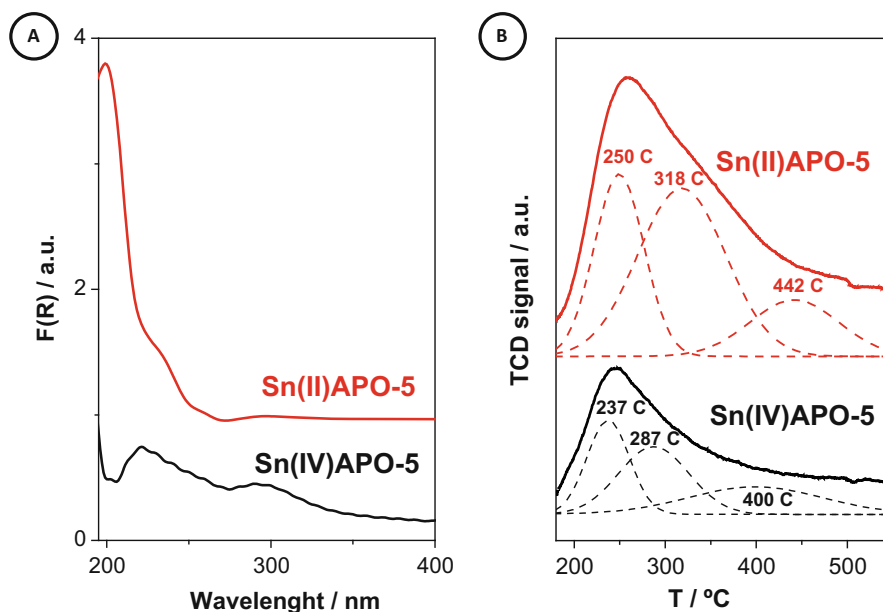 A
F(R) / a.u.
4
2
0
Sn(II)APO-5
Sn(IV)APO-5
200
300
400
Wavelenght / nm
B
TCD signal / a.u.
Sn(II)APO-5
250 C
318 C
442 C
Sn(IV)APO-5
237 C
287 C
400 C
200
300
400
500
T / ºC